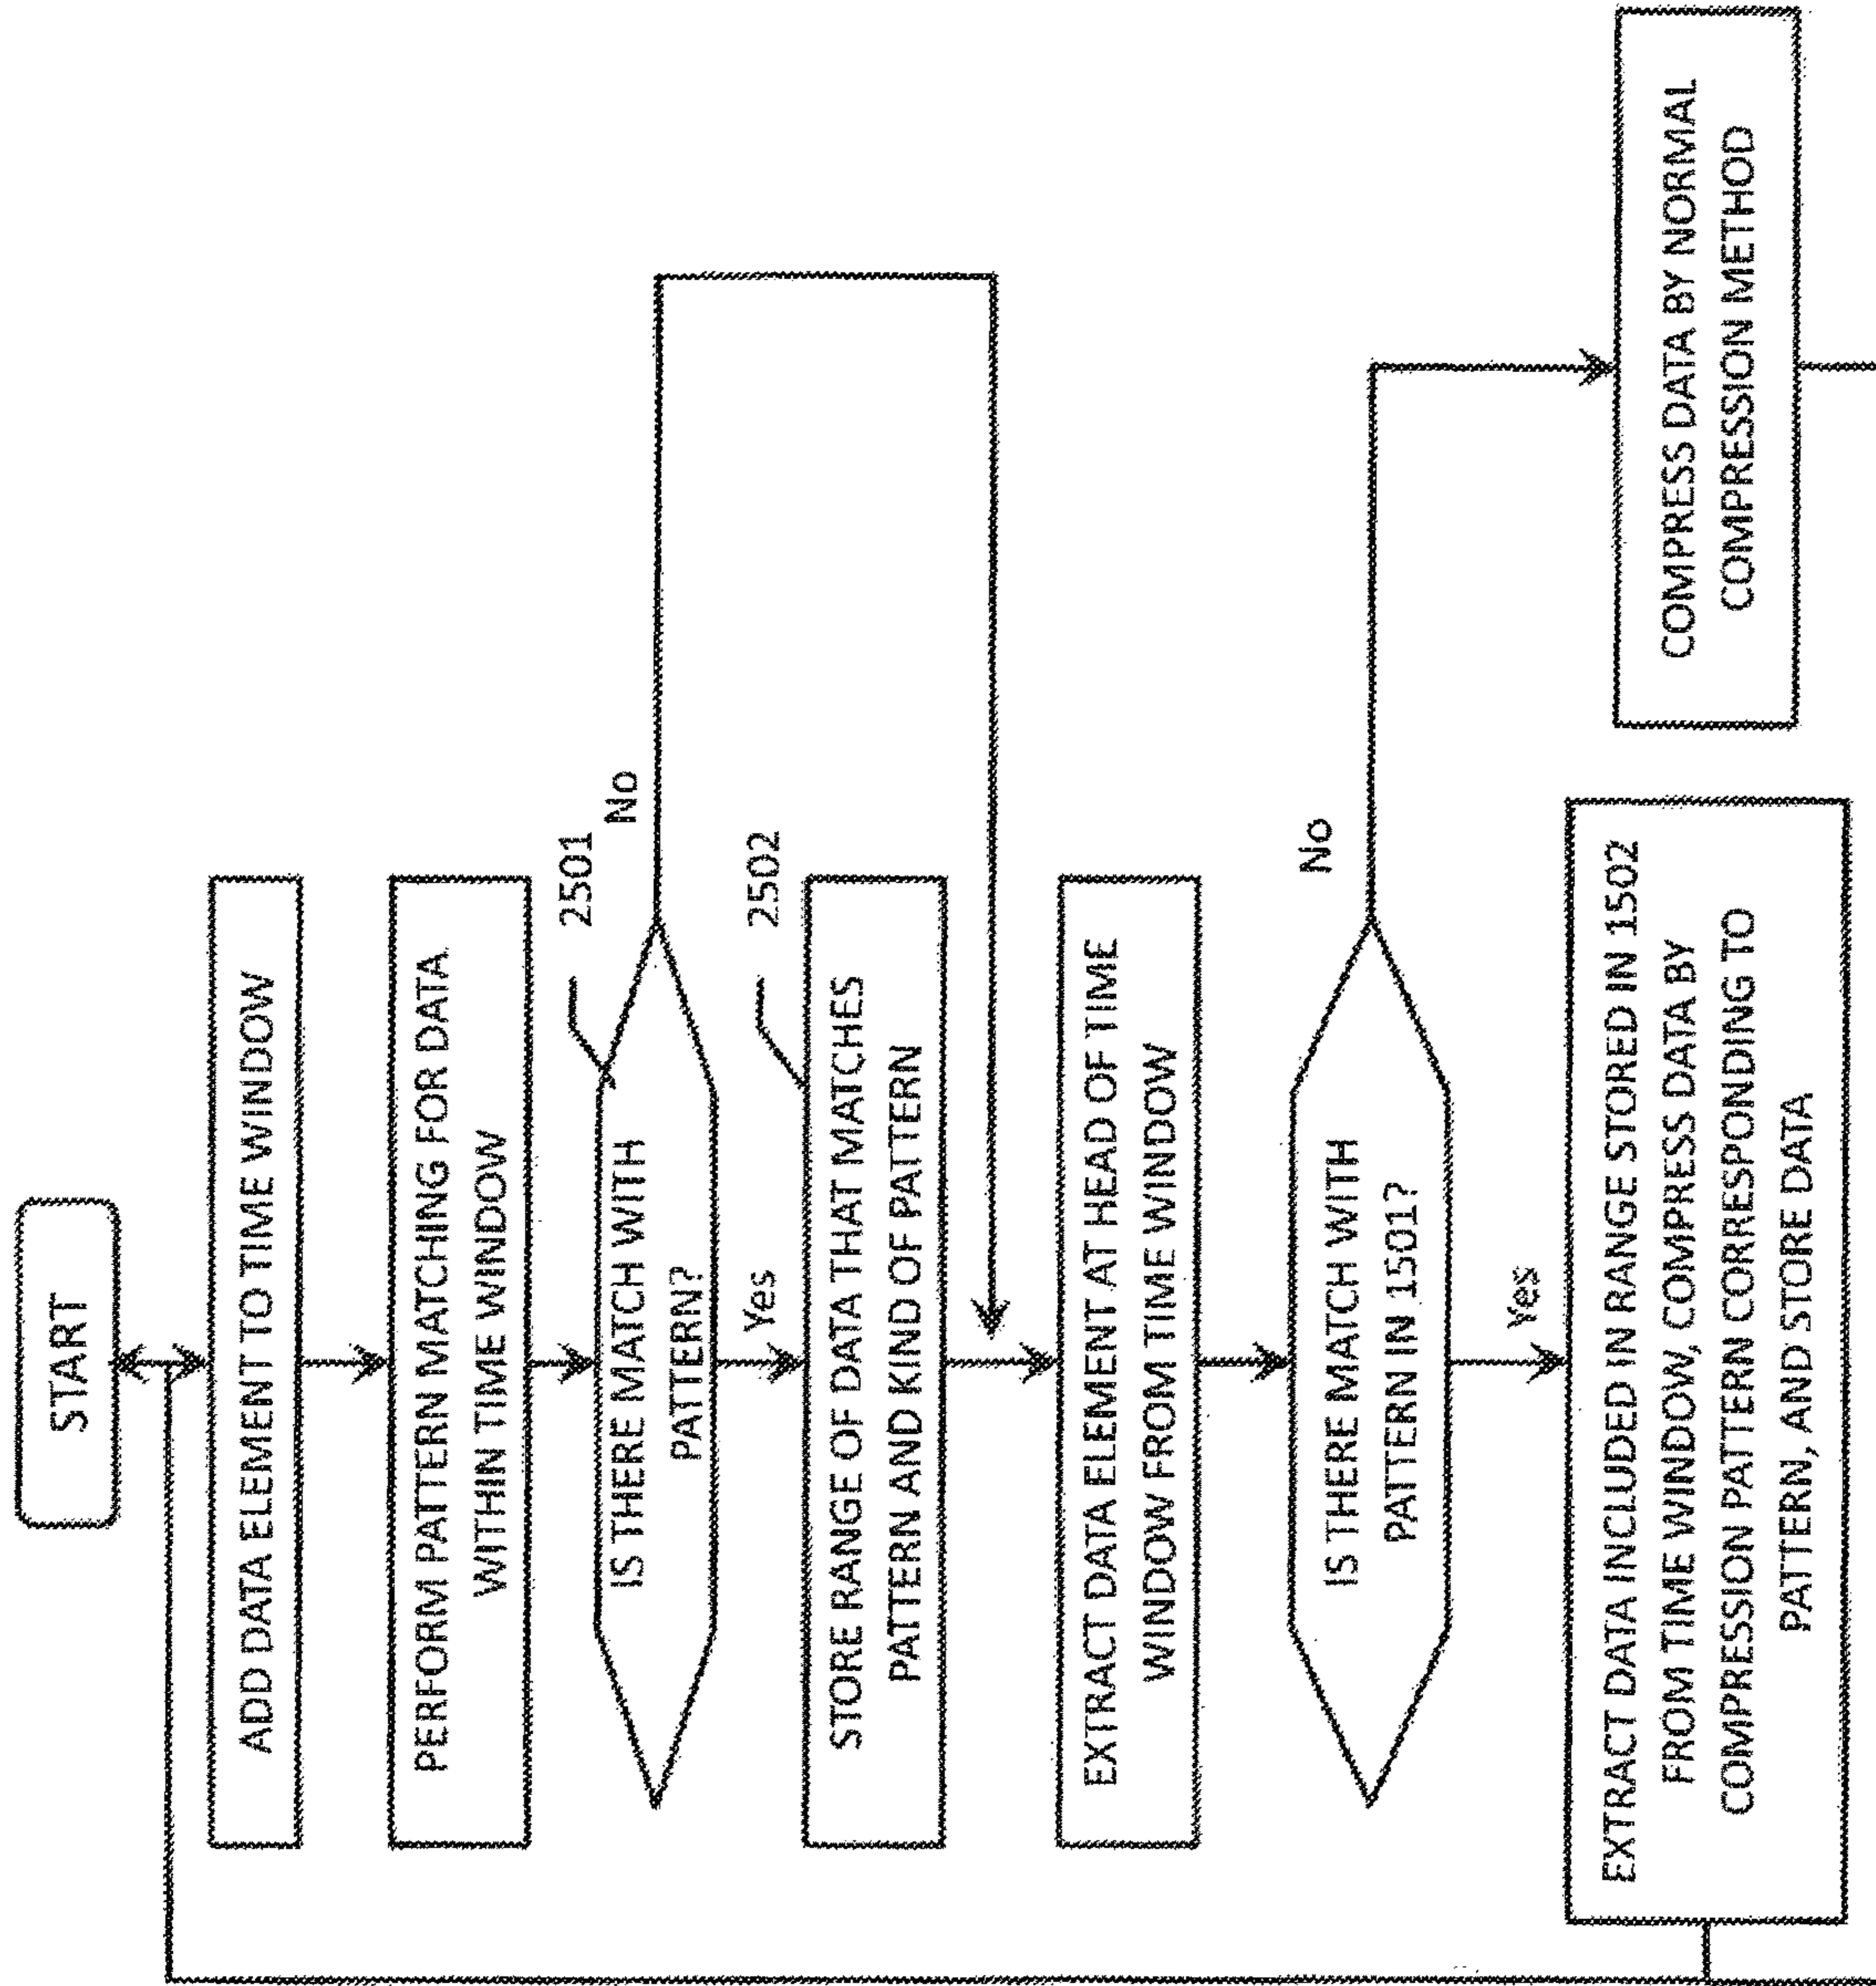 START
ADD DATA ELEMENT TO TIME WINDOW
PERFORM PATTERN MATCHING FOR DATA
WITHIN TIME WINDOW
2501
IS THERE MATCH WITH
PATTERN?
No
Yes
2502
STORE RANGE OF DATA THAT MATCHES
PATTERN AND KIND OF PATTERN
EXTRACT DATA ELEMENT AT HEAD OF TIME
WINDOW FROM TIME WINDOW
IS THERE MATCH WITH
PATTERN IN 1501?
No
Yes
EXTRACT DATA INCLUDED IN RANGE STORED IN 1502
FROM TIME WINDOW, COMPRESS DATA BY
COMPRESSION PATTERN CORRESPONDING TO
PATTERN, AND STORE DATA
COMPRESS DATA BY NORMAL
COMPRESSION METHOD